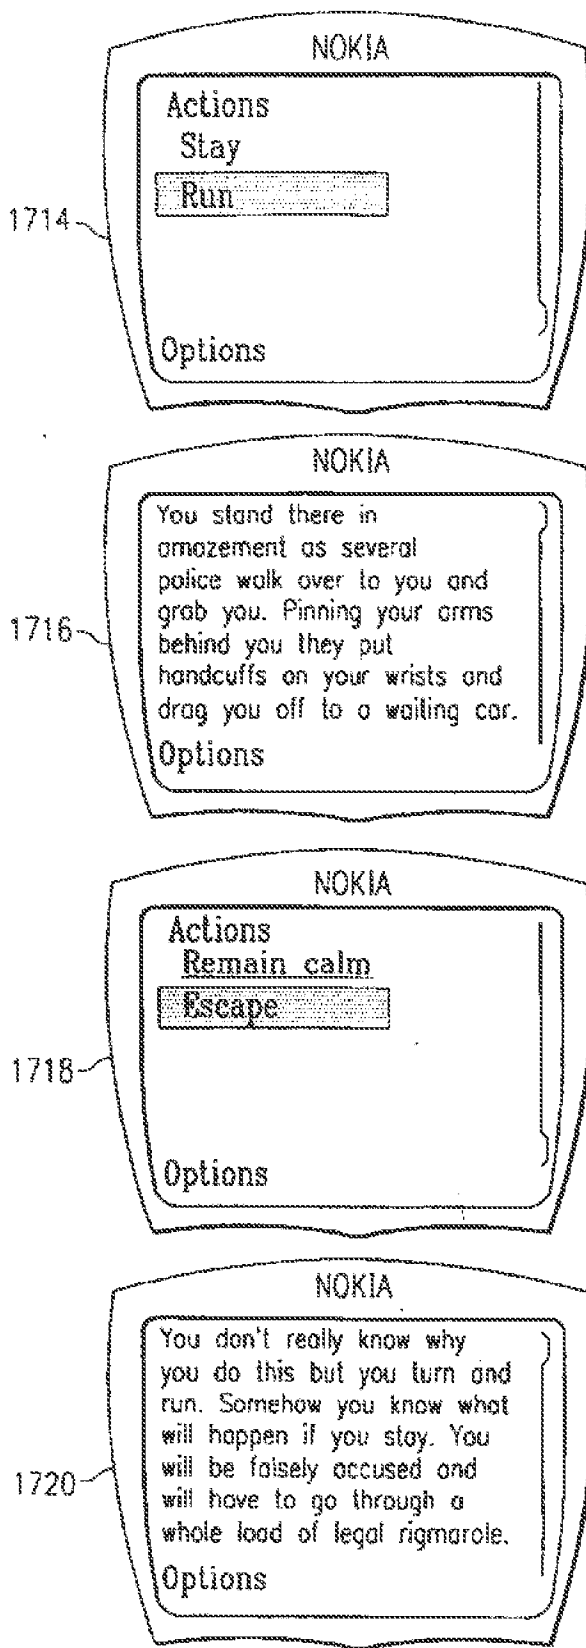 NOKIA
Actions
Stay
Run
1714
Options
NOKIA
You stand there in
amazement as several
police walk over to you and
grab you. Pinning your arms
1716
behind you they put
handcuffs on your wrists and
drag you off to a waiting car.
Options
NOKIA
Actions
Remain calm
Escape
1718
Options
NOKIA
You don't really know why
you do this but you turn and
run. Somehow you know what
will happen if you stay. You
will be falsely accused and
1720
will have to go through a
whole load of legal rigmarole.
Options